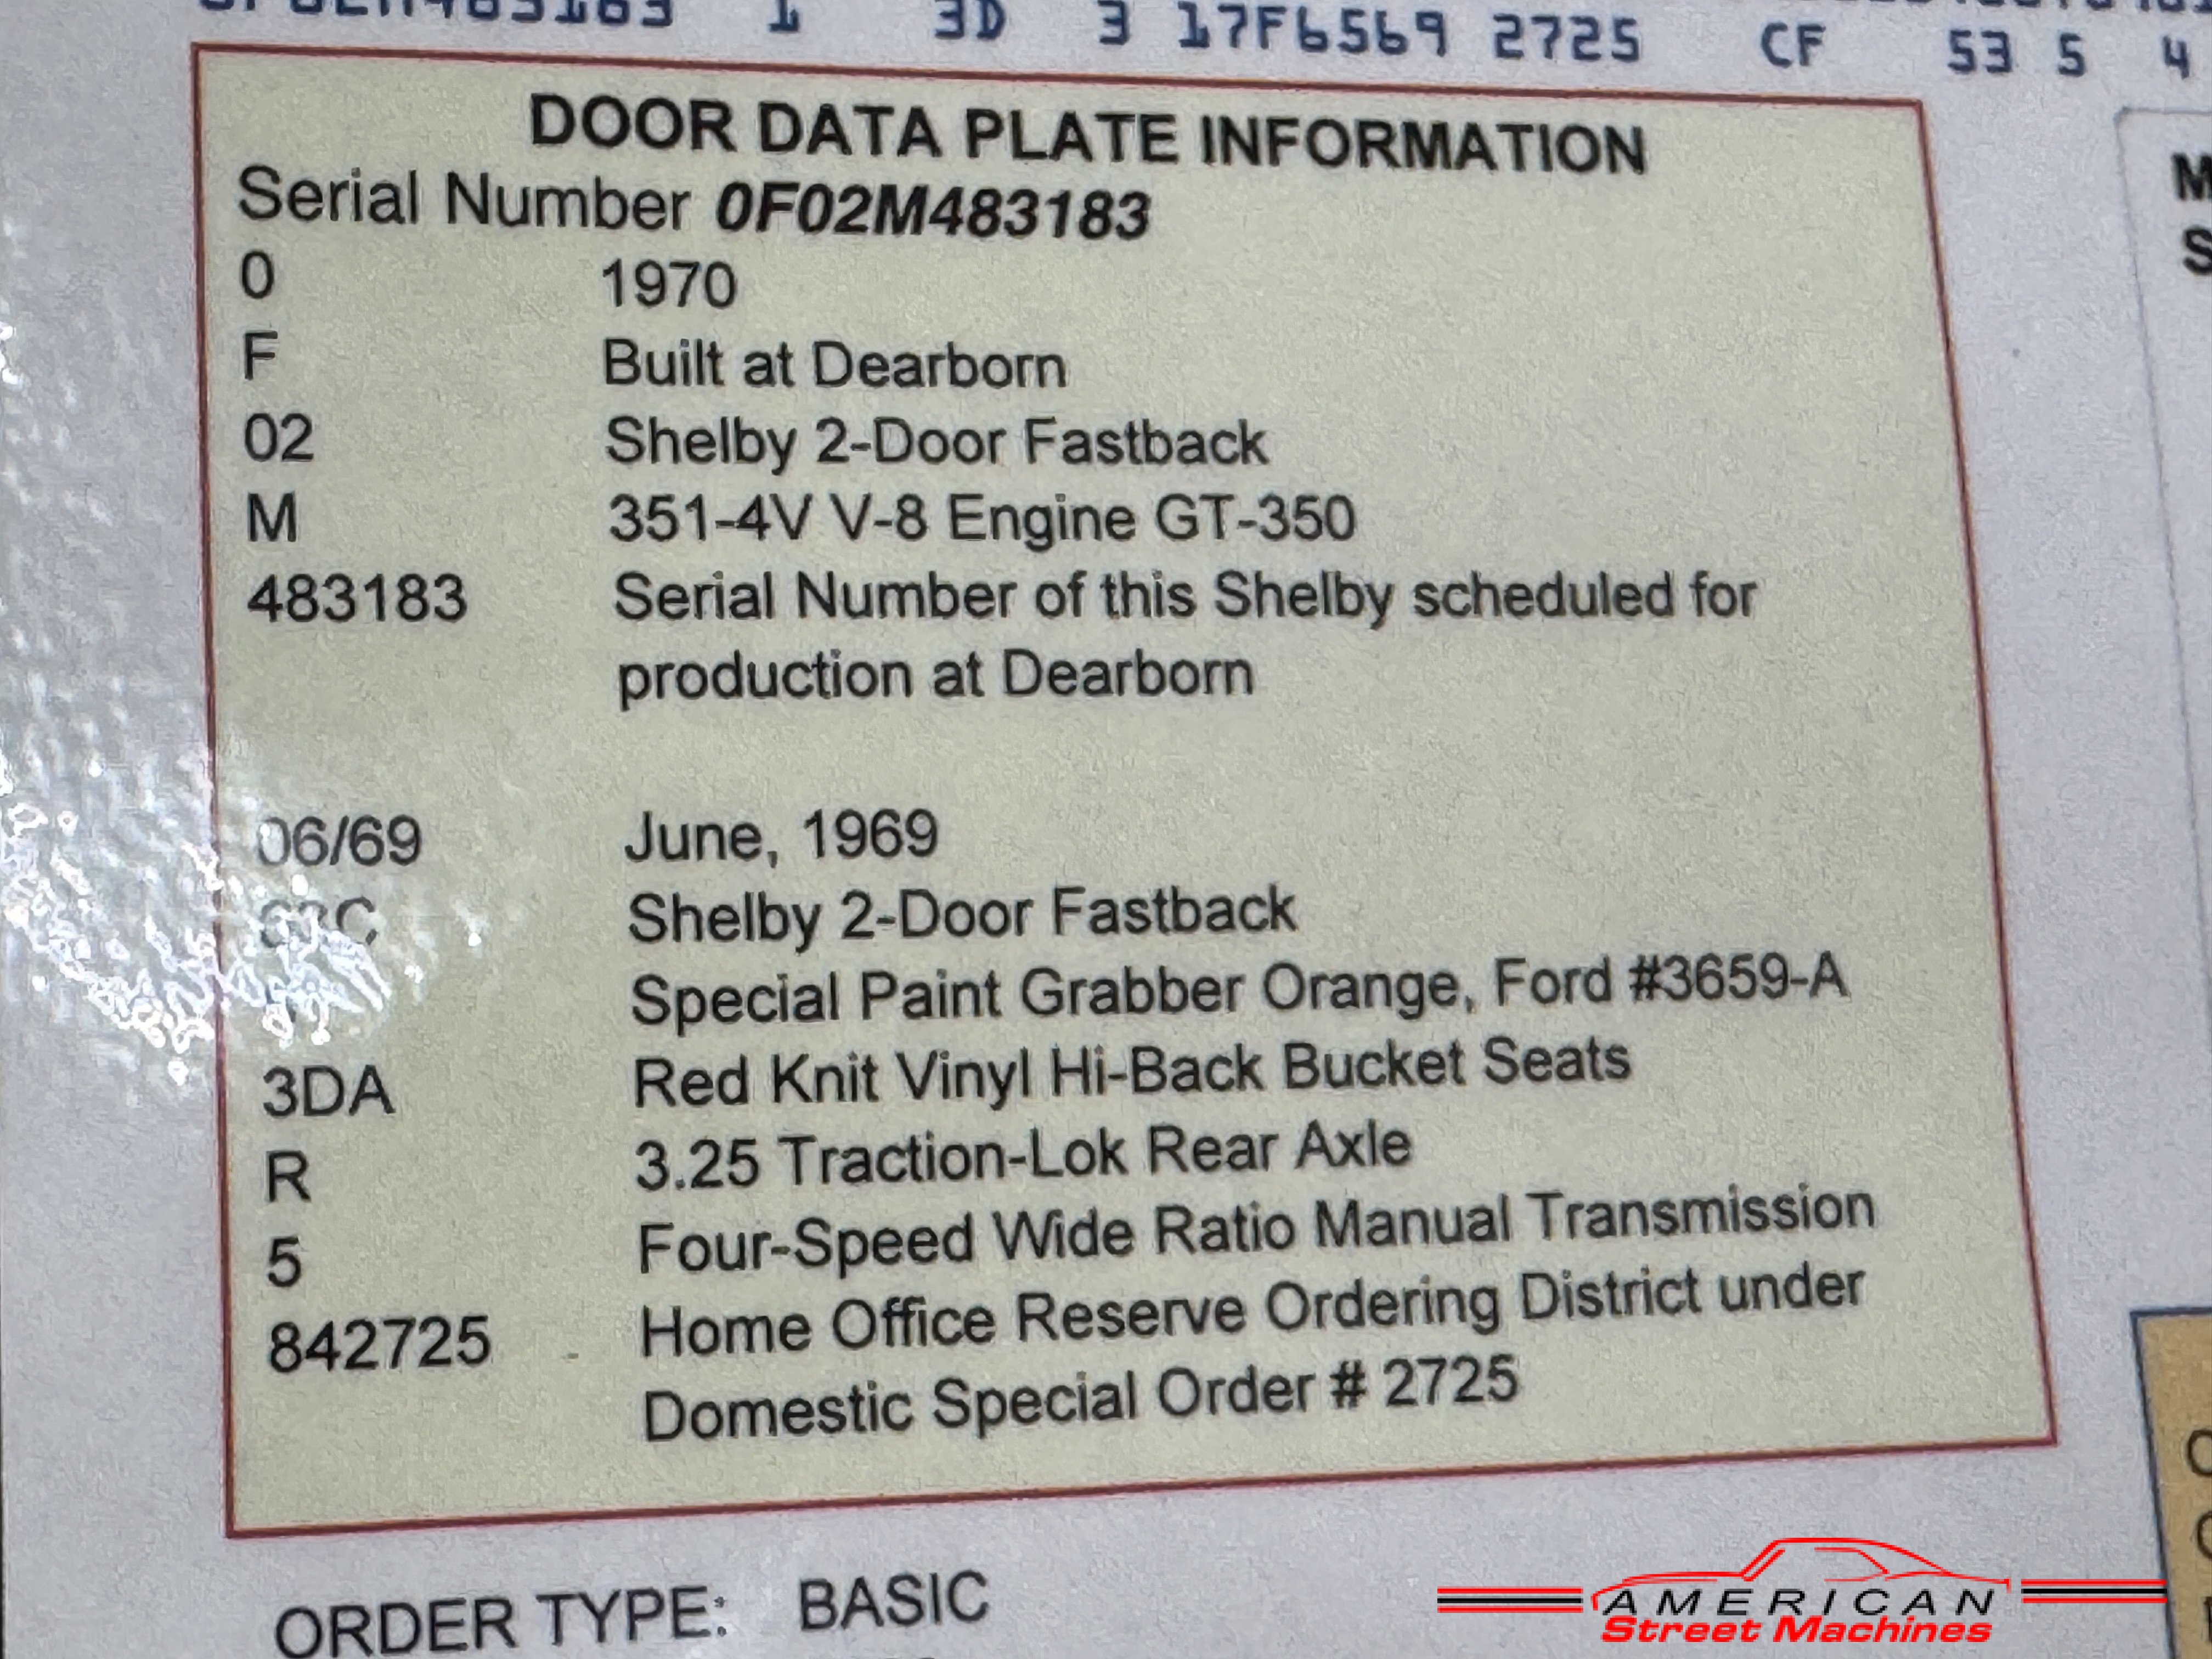 1 3D 3 17F6569 2725 CF 53 5 4
DOOR DATA PLATE INFORMATION
Serial Number 0F02M483183
0 1970
F Built at Dearborn
02 Shelby 2-Door Fastback
M 351-4V V-8 Engine GT-350
483183 Serial Number of this Shelby scheduled for
production at Dearborn
06/69 June, 1969
Shelby 2-Door Fastback
Special Paint Grabber Orange, Ford #3659-A
3DA Red Knit Vinyl Hi-Back Bucket Seats
R 3.25 Traction-Lok Rear Axle
5 Four-Speed Wide Ratio Manual Transmission
842725 Home Office Reserve Ordering District under
Domestic Special Order # 2725
ORDER TYPE: BASIC
AMERICAN
Street Machines